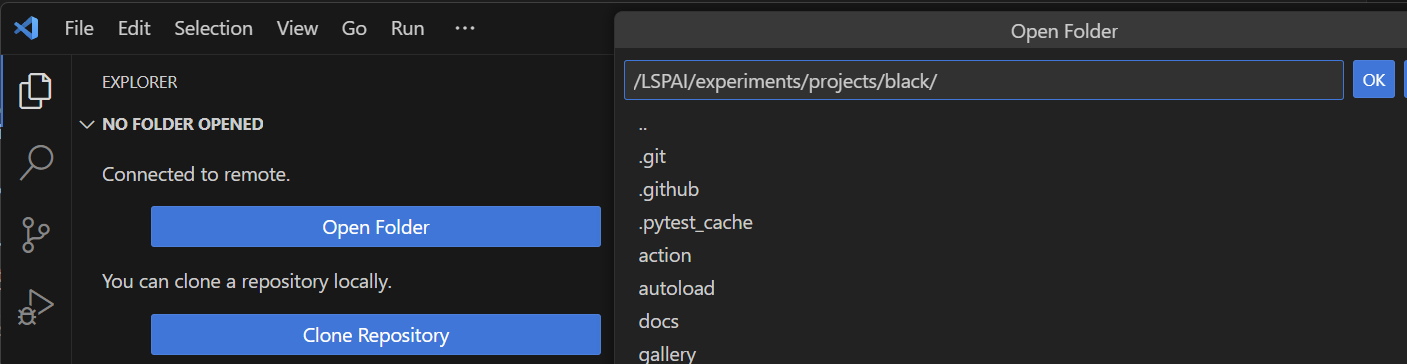 File Edit Selection View Go Run ...
Open Folder
EXPLORER
/LSPAI/experiments/projects/black/
OK
NO FOLDER OPENED
..
.git
Connected to remote.
.github
Open Folder
.pytest_cache
action
You can clone a repository locally.
autoload
docs
Clone Repository
gallery